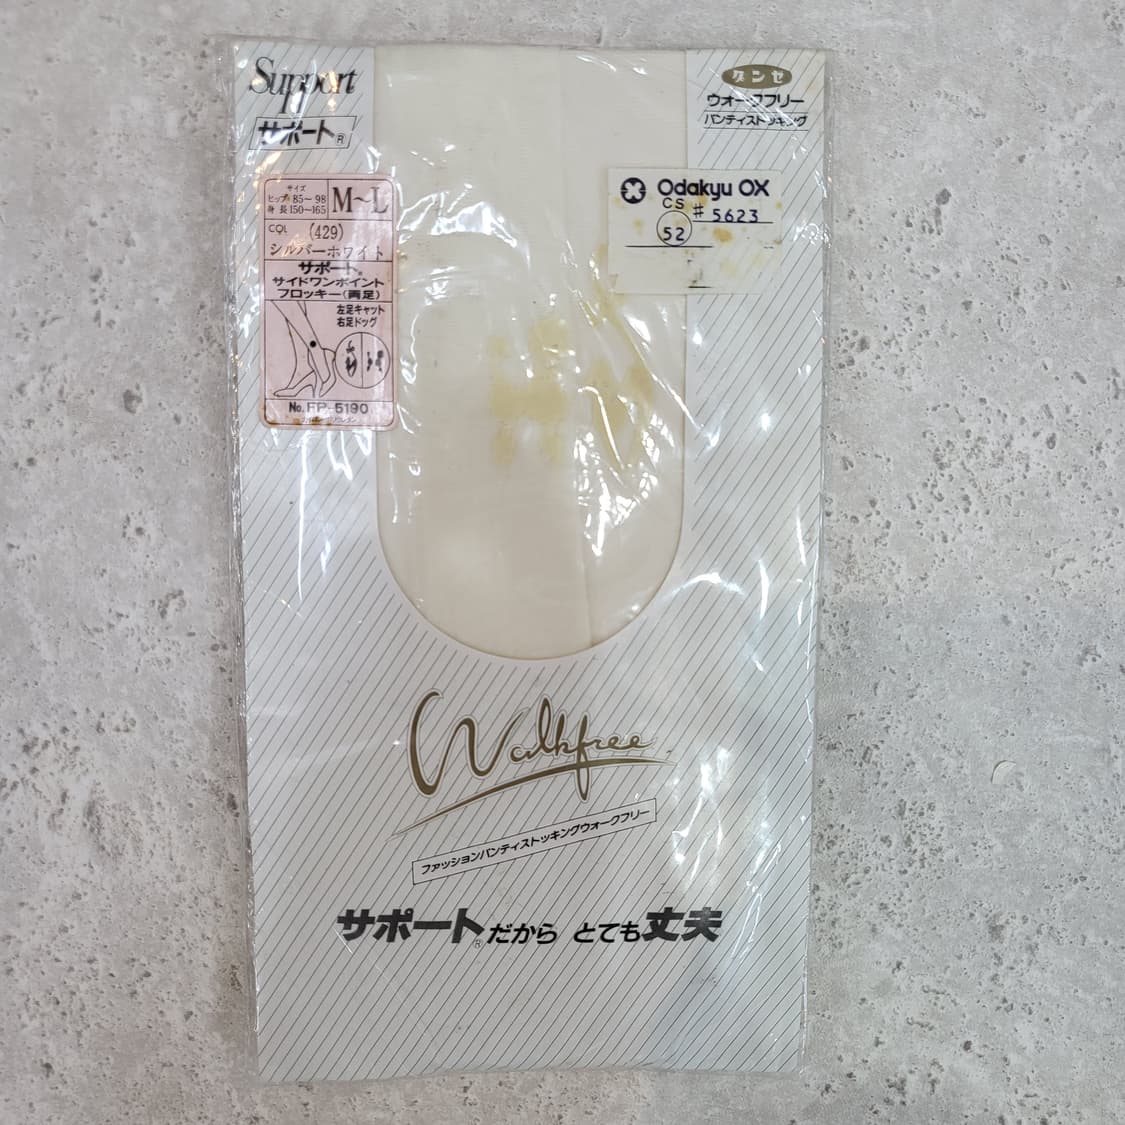 Support
サポート®
サイズ
ヒップ 85〜98
身長150〜165
M〜L
COL (429)
シルバーホワイト
サポート®
サイドワンポイント
フロッキー(両足)
左足キャット
右足ドッグ
No. FP-5190
グンゼ
ウォークフリー
パンティストッキング
Odakyu OX
CS # 5623
52
Walkfree
ファッションパンティストッキングウォークフリー
サポート®だから とても丈夫